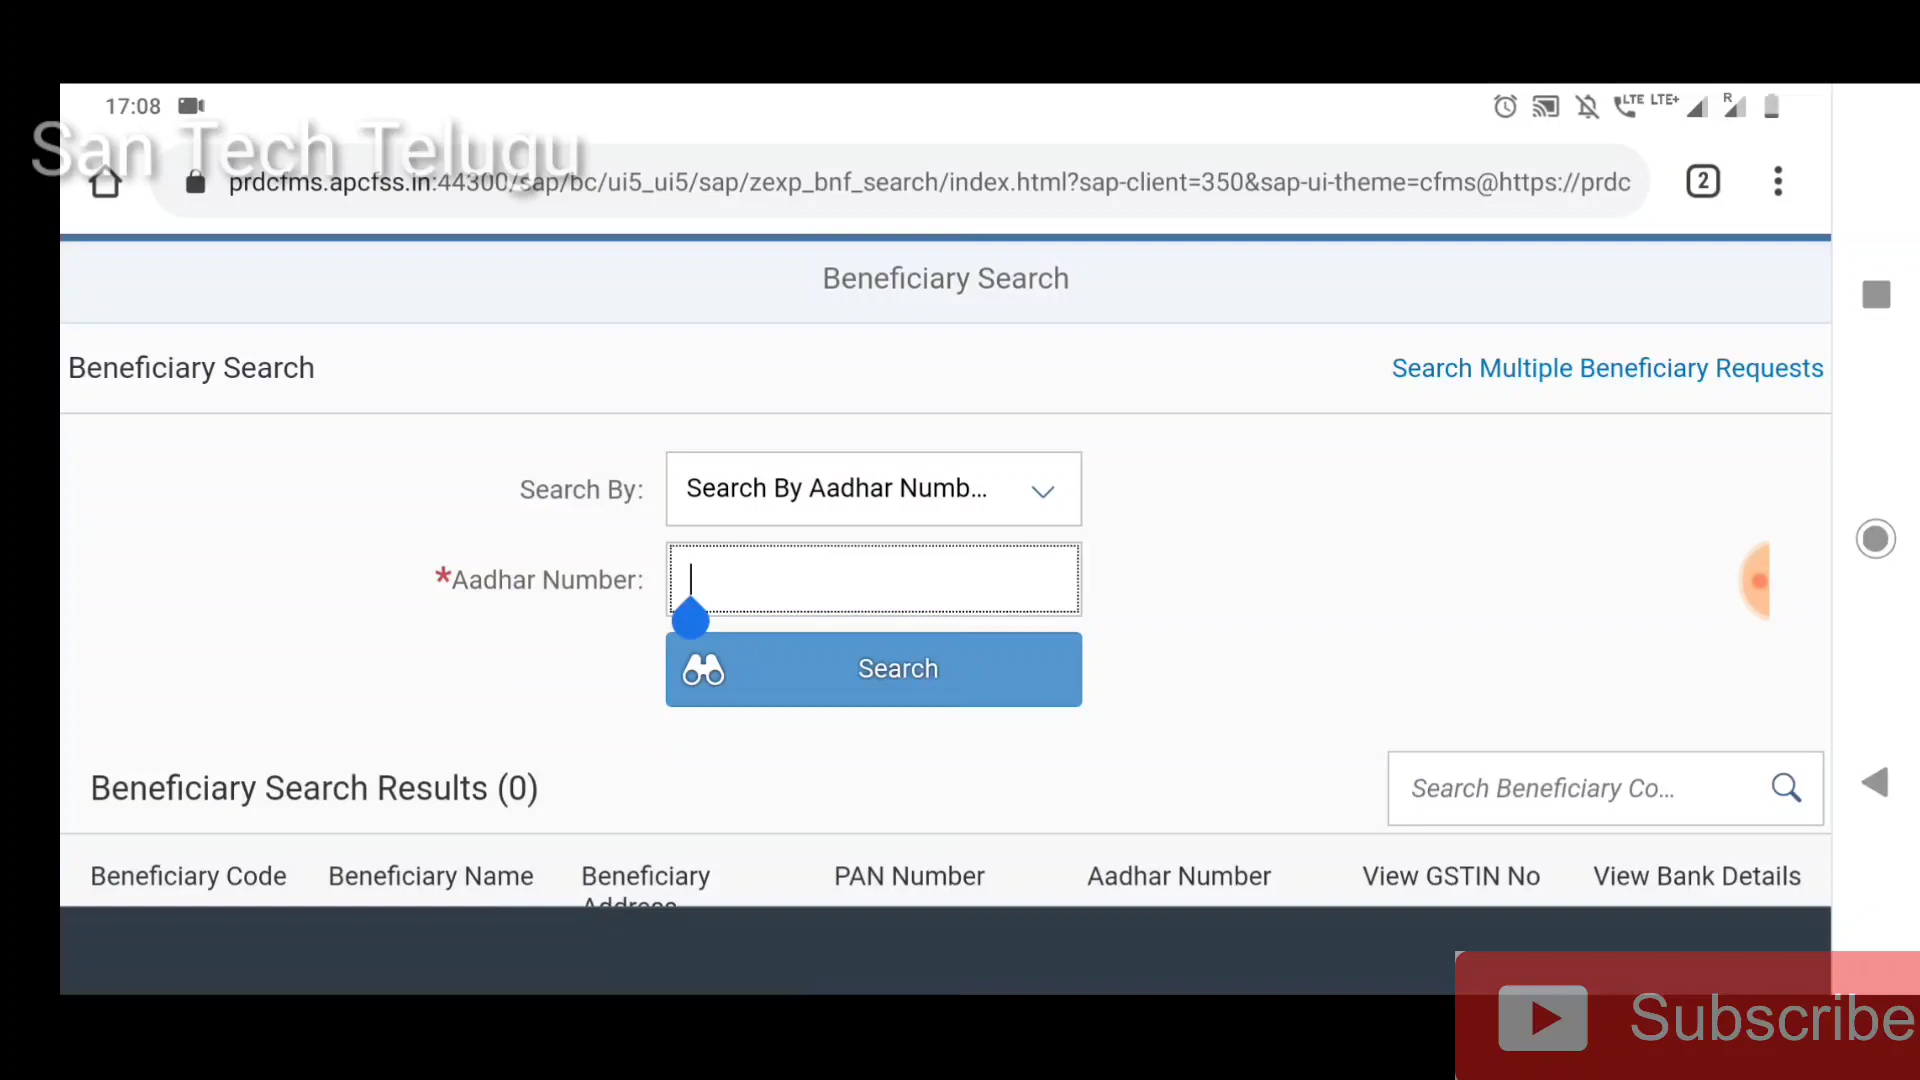 17:08
LTE LTE+ R
San Tech Telugu
prdcfms.apcfss.in:44300/sap/bc/ui5_ui5/sap/zexp_bnf_search/index.html?sap-client=350&sap-ui-theme=cfms@https://prdc
2
Beneficiary Search
Beneficiary Search
Search Multiple Beneficiary Requests
Search By:
Search By Aadhar Numb...
*Aadhar Number:
Search
Beneficiary Search Results (0)
Search Beneficiary Co...
Beneficiary Code Beneficiary Name Beneficiary Address PAN Number Aadhar Number View GSTIN No View Bank Details
Subscribe